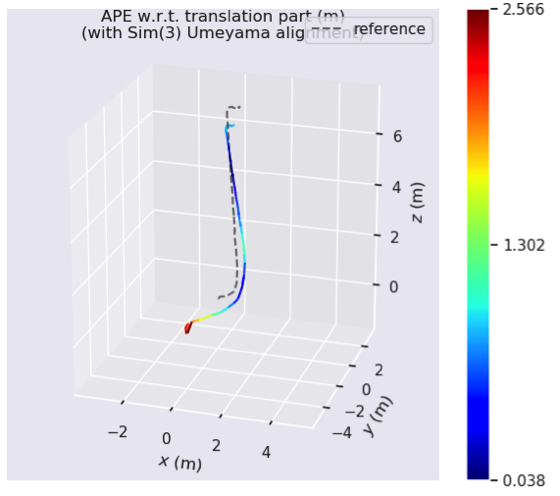 APE w.r.t. translation part (m)
(with Sim(3) Umeyama alignment)
reference
2.566
1.302
0.038
6
4
2
0
z (m)
2
0
−2
−4
y (m)
−2
0
2
4
x (m)